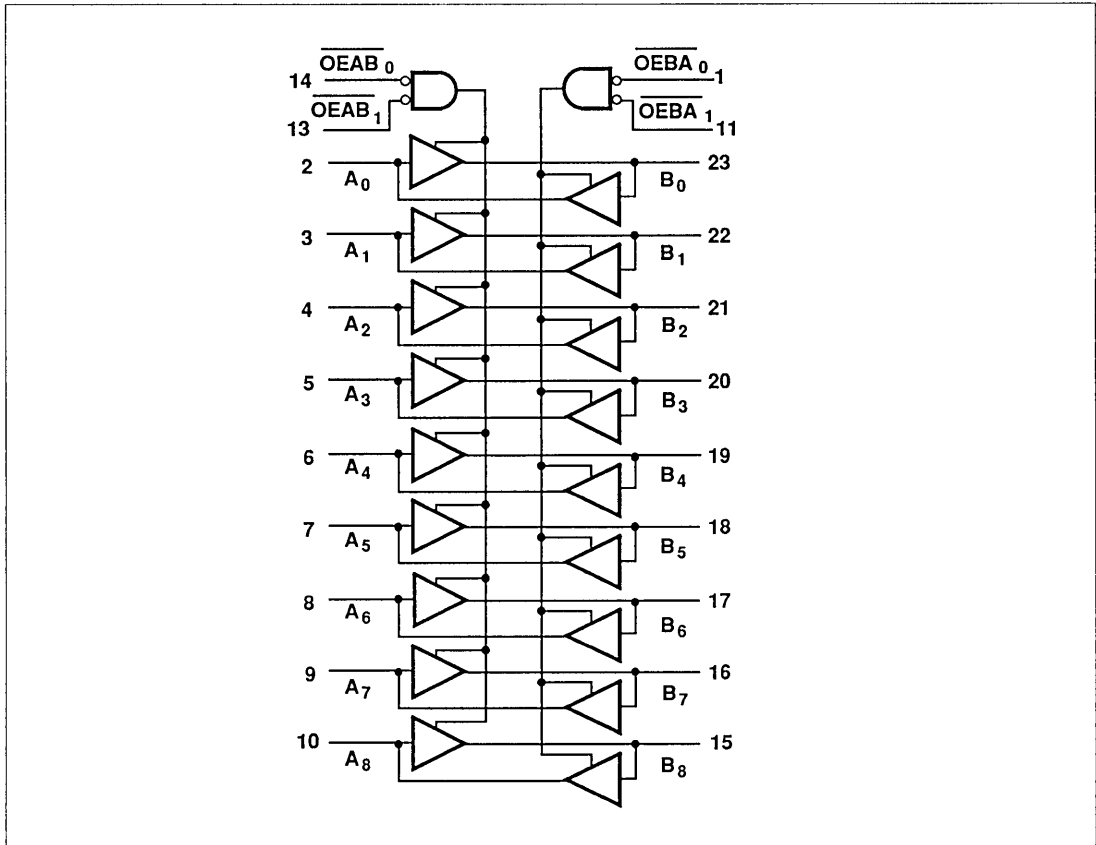 OEAB 0 OEBA 0
14 1
OEAB 1 OEBA 1
13 11
2 A0 B0 23
3 A1 B1 22
4 A2 B2 21
5 A3 B3 20
6 A4 B4 19
7 A5 B5 18
8 A6 B6 17
9 A7 B7 16
10 A8 B8 15